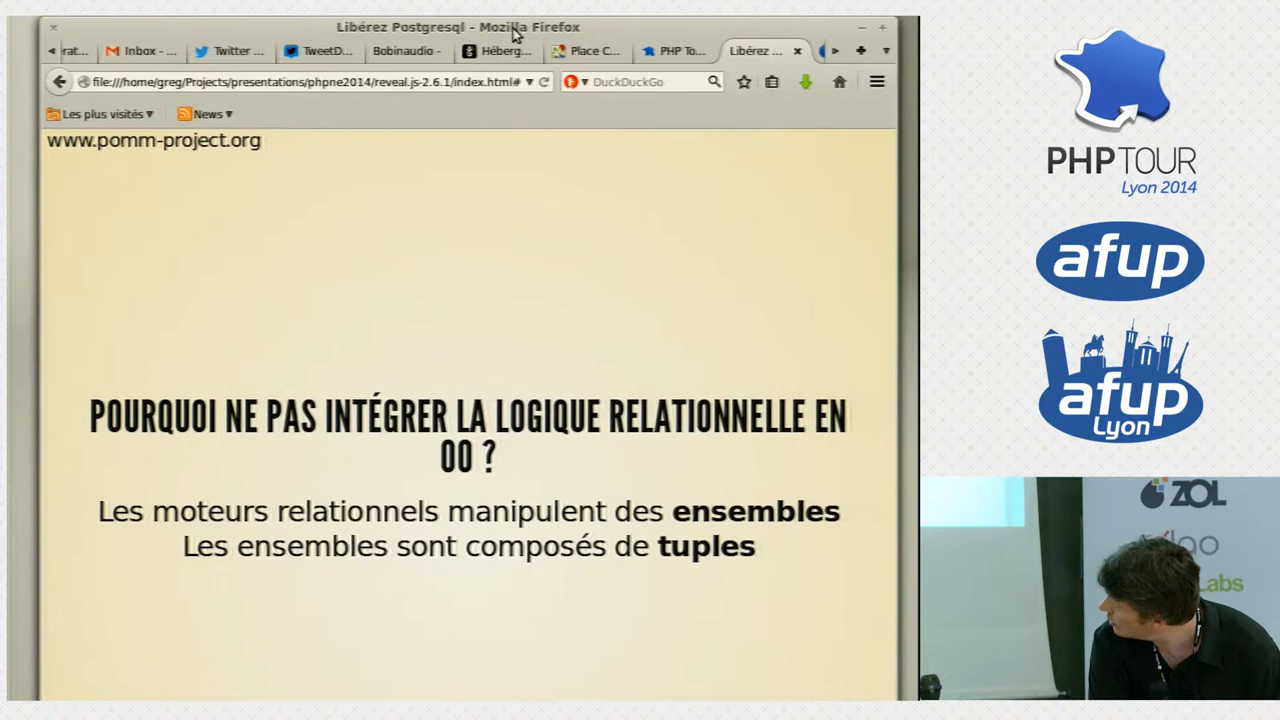 Libérez Postgresql - Mozilla Firefox
erat...
Inbox - ...
Twitter ...
TweetD...
Bobinaudio -
Héberg...
Place C...
PHP To...
Libérez ...
file:///home/greg/Projects/presentations/phpne2014/reveal.js-2.6.1/index.html#
DuckDuckGo
Les plus visités
News
www.pomm-project.org
POURQUOI NE PAS INTÉGRER LA LOGIQUE RELATIONNELLE EN
OO ?
Les moteurs relationnels manipulent des ensembles
Les ensembles sont composés de tuples
PHP TOUR
Lyon 2014
afup
afup
Lyon
ZOL
Labs